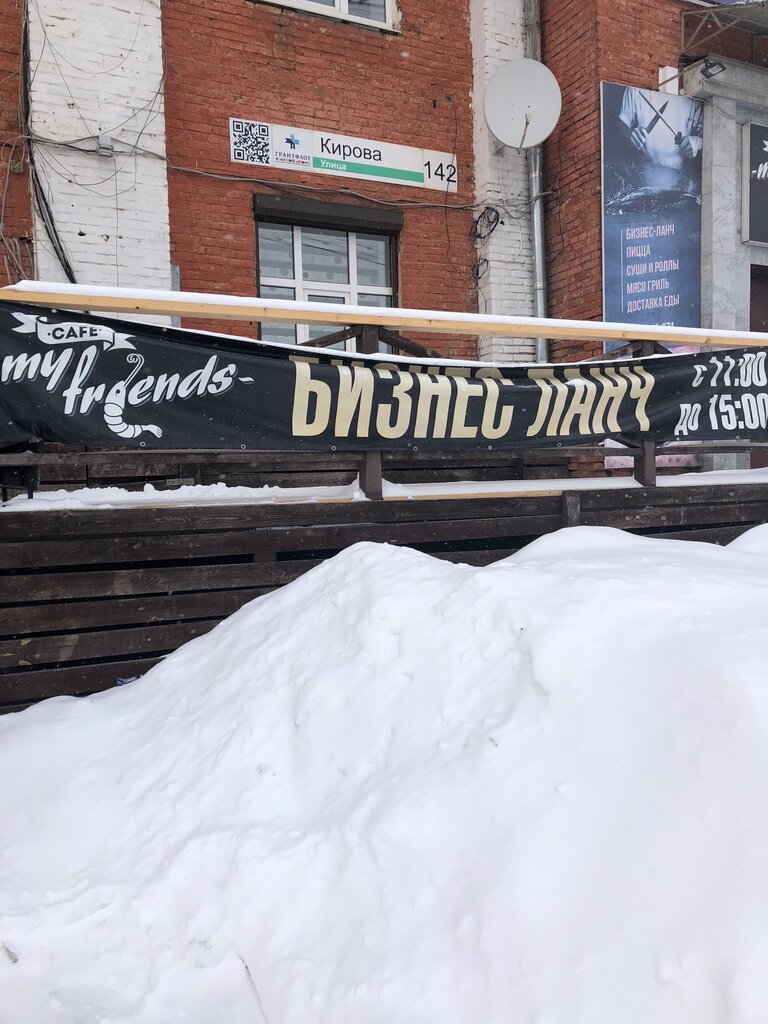 ГРАНТФЛОТ
Кирова
Улица
142
БИЗНЕС-ЛАНЧ
ПИЦЦА
СУШИ И РОЛЛЫ
МЯСО ГРИЛЬ
ДОСТАВКА ЕДЫ
·CAFE·
my friends-
БИЗНЕС ЛАНЧ
с 11:00
до 15:00